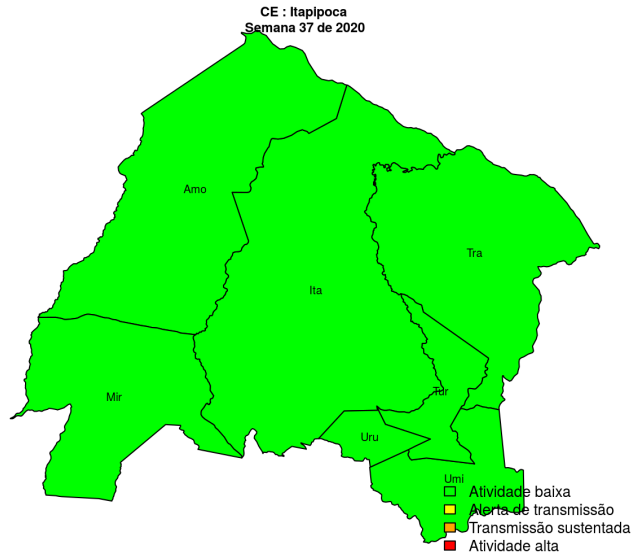 CE : Itapipoca
Semana 37 de 2020
Amo
Tra
Ita
Mir
Tur
Uru
Umi
Atividade baixa
Alerta de transmissão
Transmissão sustentada
Atividade alta